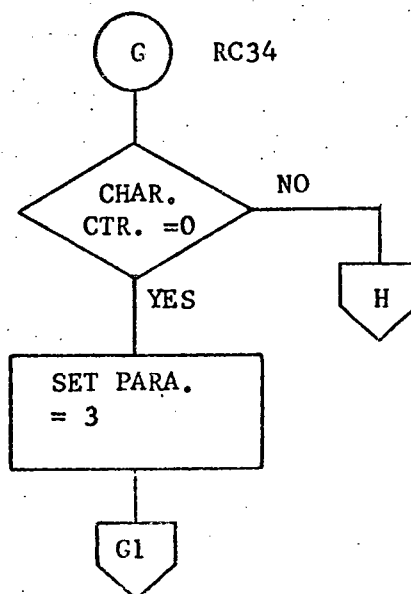 G RC34
CHAR.
CTR. =0
NO
H
YES
SET PARA.
= 3
G1